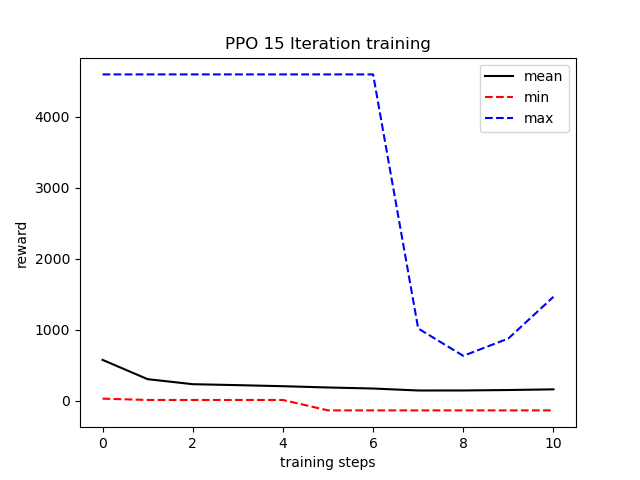 PPO 15 Iteration training
mean
min
max
4000
3000
2000
1000
0
reward
0 2 4 6 8 10
training steps